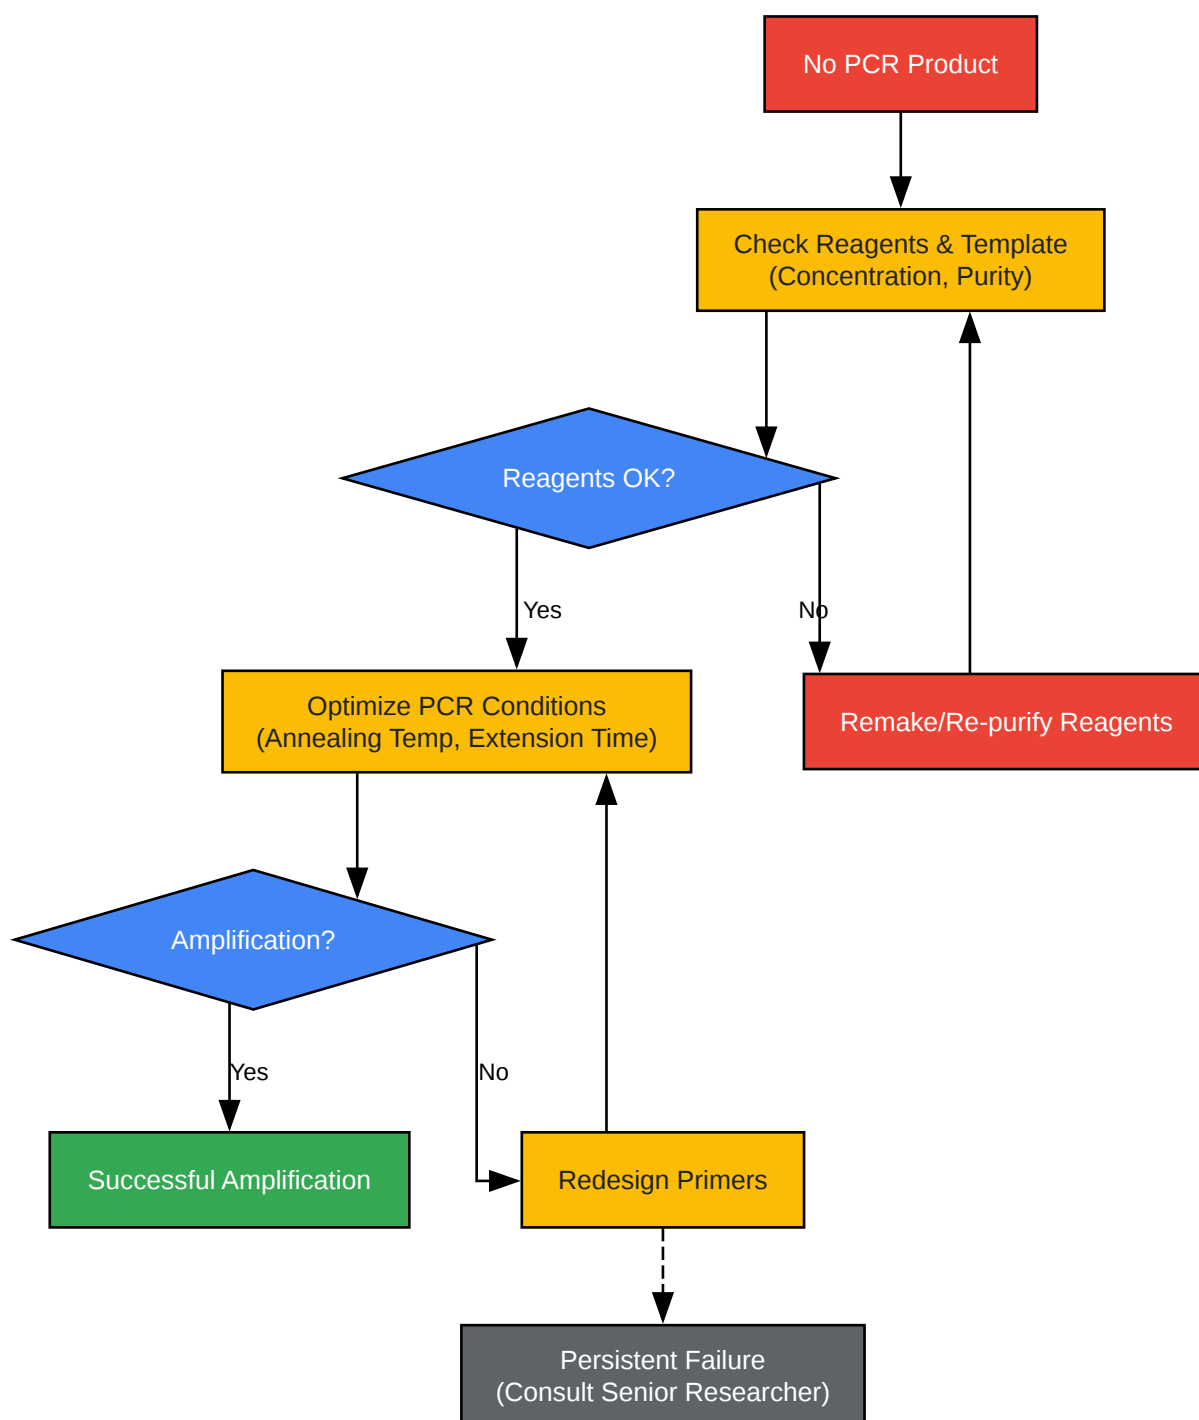 No PCR Product
Check Reagents & Template
(Concentration, Purity)
Reagents OK?
Yes
No
Optimize PCR Conditions
(Annealing Temp, Extension Time)
Remake/Re-purify Reagents
Amplification?
Yes
No
Successful Amplification
Redesign Primers
Persistent Failure
(Consult Senior Researcher)